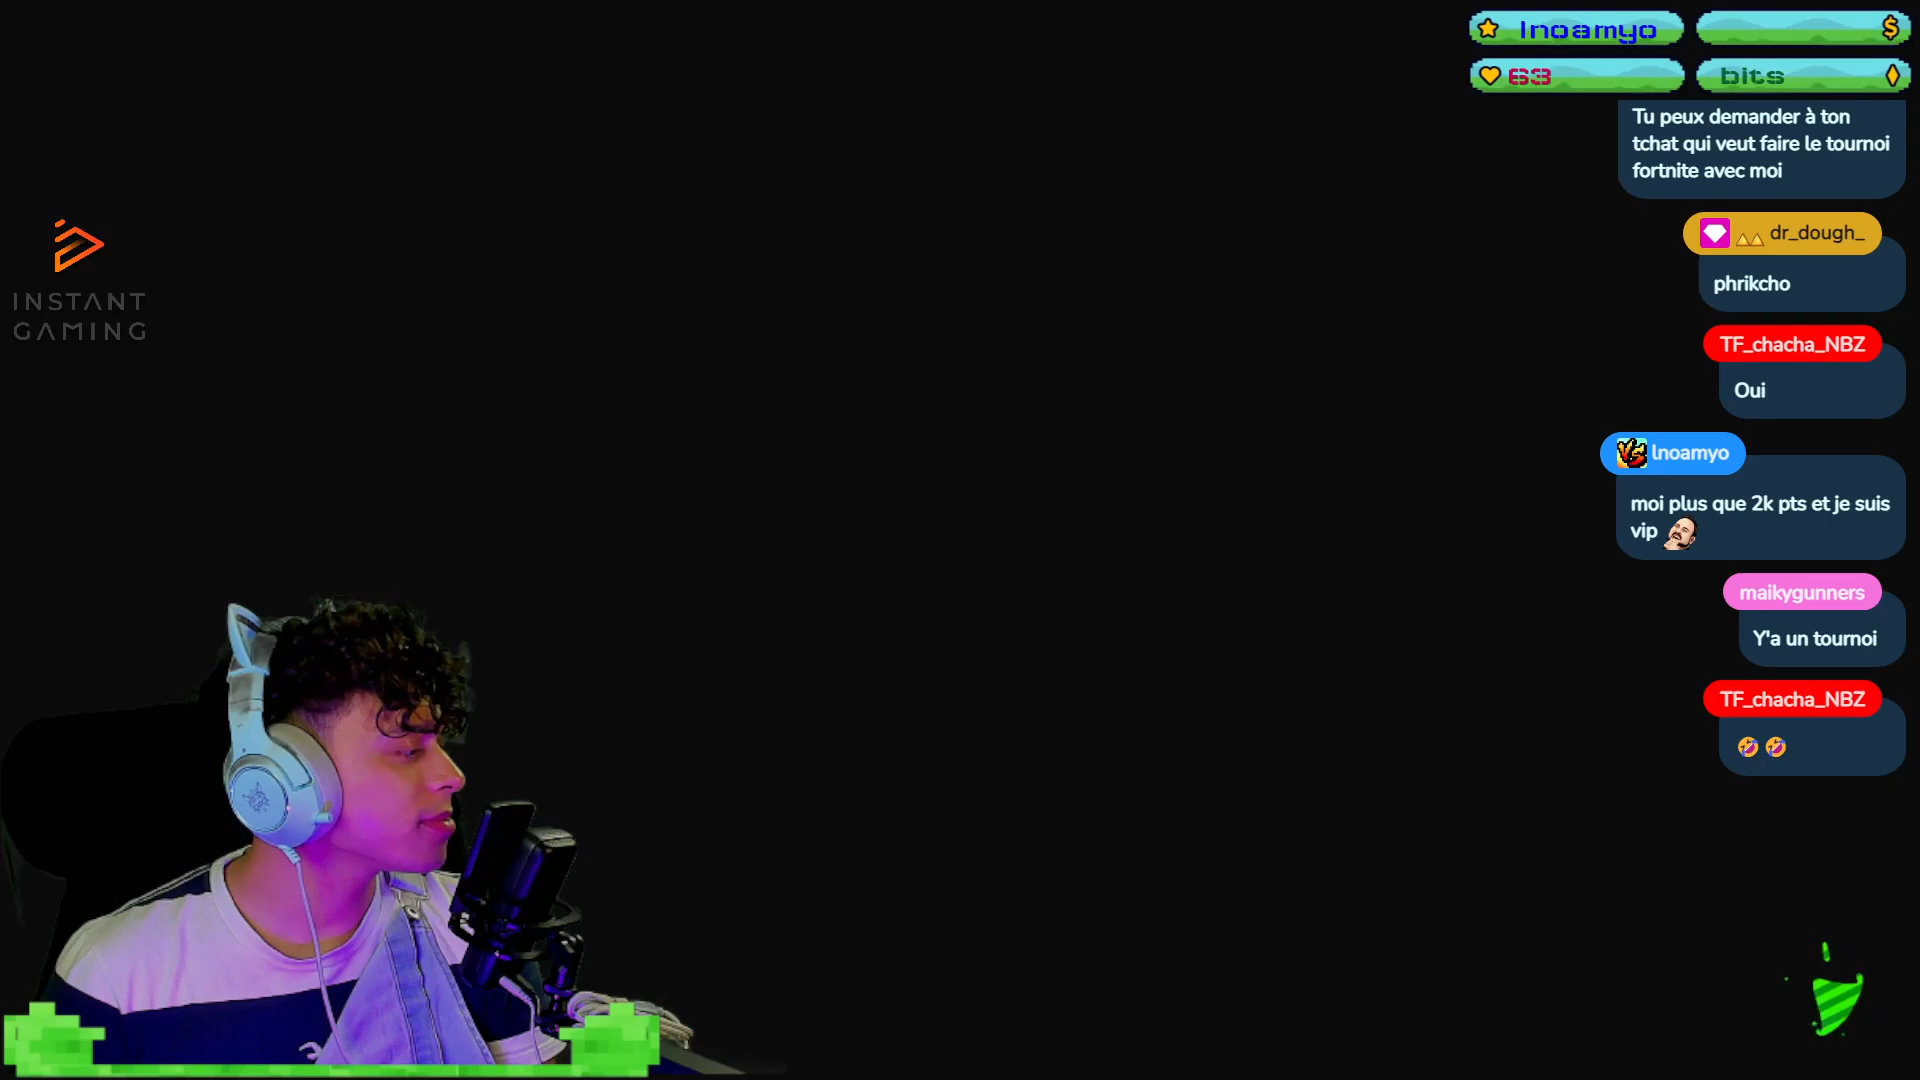 lnoamyo
$
63
bits
Tu peux demander à ton
tchat qui veut faire le tournoi
fortnite avec moi
INSTANT
GAMING
dr_dough_
phrikcho
TF_chacha_NBZ
Oui
VS lnoamyo
moi plus que 2k pts et je suis
vip
maikygunners
Y'a un tournoi
TF_chacha_NBZ
🤣 🤣